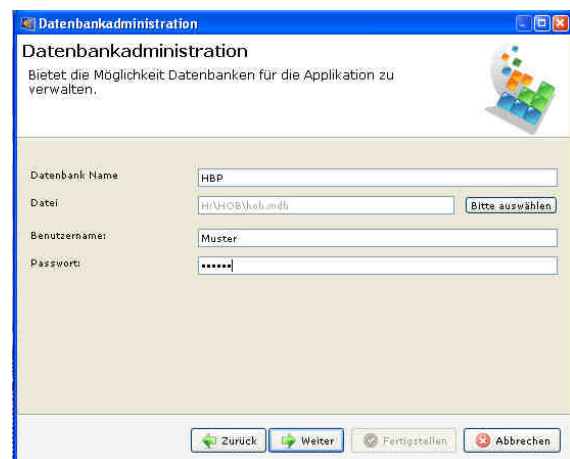 Datenbankadministration
Datenbankadministration
Bietet die Möglichkeit Datenbanken für die Applikation zu
verwalten.
Datenbank Name HBP
Datei H:\HOB\hob.mdb Bitte auswählen
Benutzername: Muster
Passwort: ••••••
Zurück Weiter Fertigstellen Abbrechen